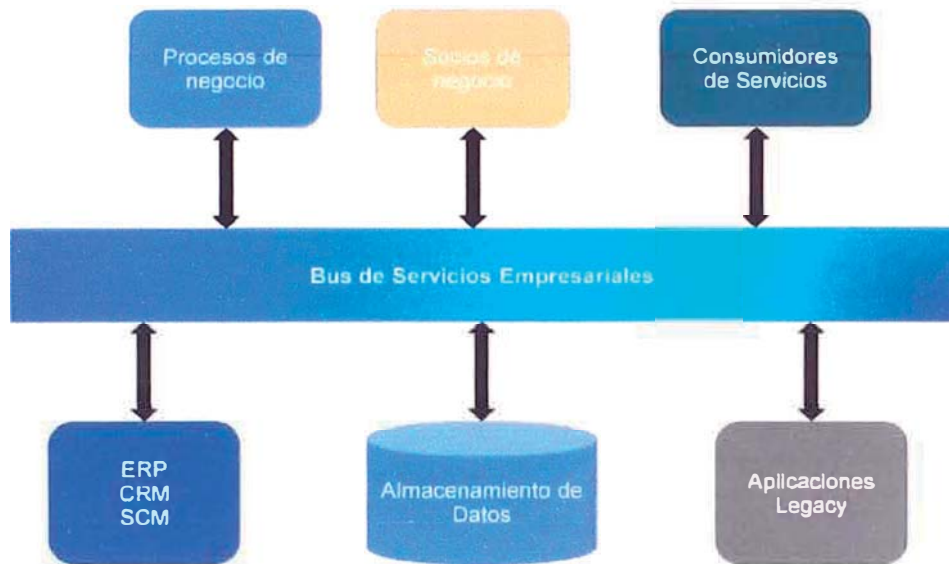 Procesos de
negocio
Socios de
negocio
Consumidores
de Servicios
Bus de Servicios Empresariales
ERP
CRM
SCM
Almacenamiento de
Datos
Aplicaciones
Legacy